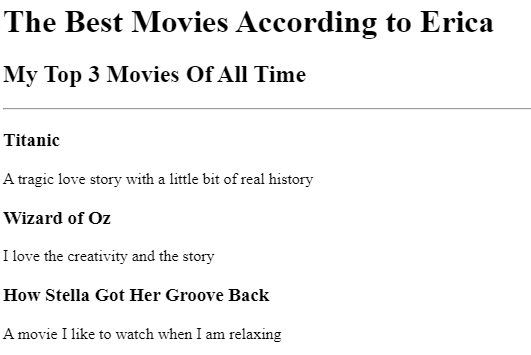 The Best Movies According to Erica
My Top 3 Movies Of All Time
Titanic
A tragic love story with a little bit of real history
Wizard of Oz
I love the creativity and the story
How Stella Got Her Groove Back
A movie I like to watch when I am relaxing